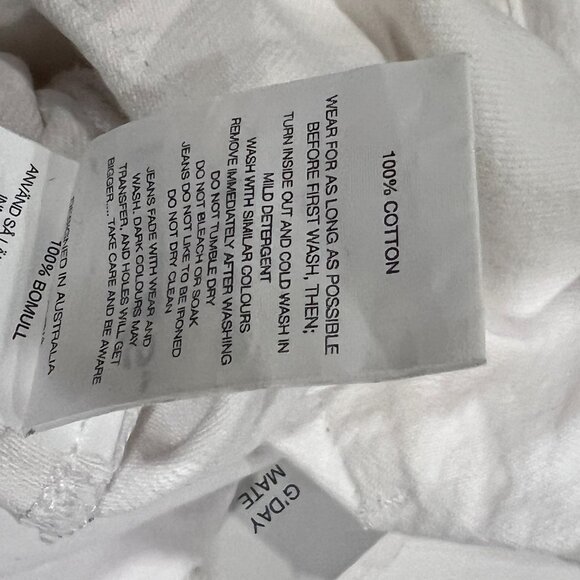 100% COTTON
WEAR FOR AS LONG AS POSSIBLE
BEFORE FIRST WASH, THEN;
TURN INSIDE OUT AND COLD WASH IN
MILD DETERGENT
WASH WITH SIMILAR COLOURS
REMOVE IMMEDIATELY AFTER WASHING
DO NOT TUMBLE DRY
DO NOT BLEACH OR SOAK
JEANS DO NOT LIKE TO BE IRONED
DO NOT DRY CLEAN
JEANS FADE WITH WEAR AND
WASH. DARK COLOURS MAY
TRANSFER, AND HOLES WILL GET
BIGGER.... TAKE CARE AND BE AWARE
IN AUSTRALIA
100% BOMULL
ANVÄND SÅ
G'DAY
MATE